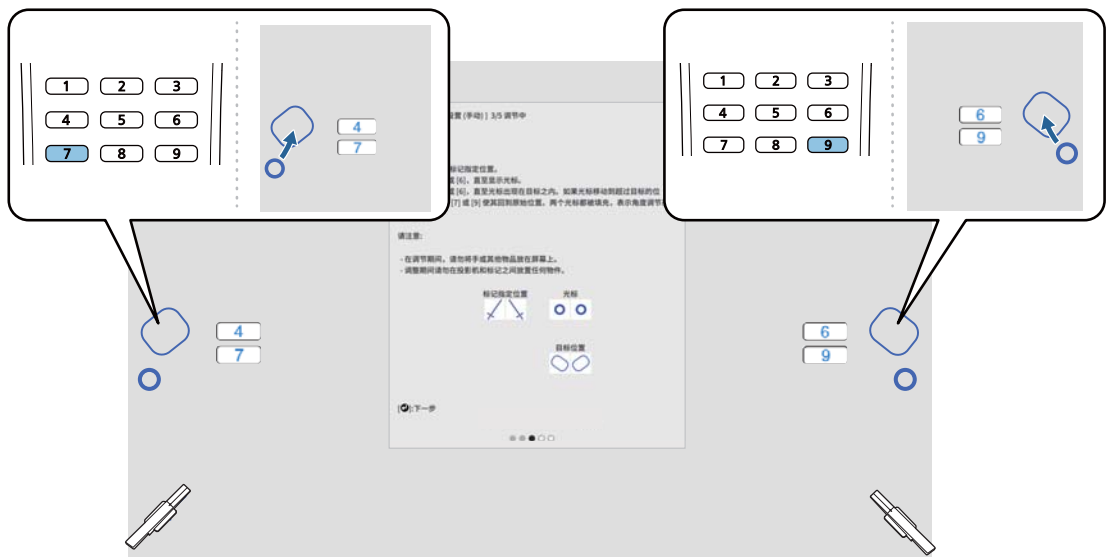 1 2 3
4 5 6
7 8 9
4
7
1 2 3
4 5 6
7 8 9
6
9
设置 (手动) ] 3/5 调节中
标记指定位置。
[6]，直至显示光标。
[6]，直至光标出现在目标之内。如果光标移动到超过目标的位
[7] 或 [9] 使其回到原始位置。两个光标都被填充，表示角度调节
请注意:
- 在调节期间，请勿将手或其他物品放在屏幕上。
- 调整期间请勿在投影机和标记之间放置任何物件。
标记指定位置 光标
目标位置
4
7
6
9
[ ]:下一步